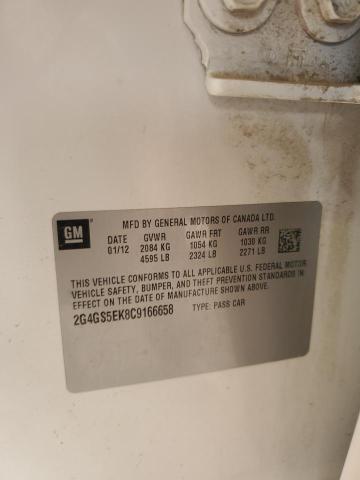 GM
MFD BY GENERAL MOTORS OF CANADA LTD.
DATE GVWR GAWR FRT GAWR RR
01/12 2084 KG 1054 KG 1030 KG
4595 LB 2324 LB 2271 LB
THIS VEHICLE CONFORMS TO ALL APPLICABLE U.S. FEDERAL MOTOR
VEHICLE SAFETY, BUMPER, AND THEFT PREVENTION STANDARDS IN
EFFECT ON THE DATE OF MANUFACTURE SHOWN ABOVE.
2G4GS5EK8C9166658 TYPE: PASS CAR